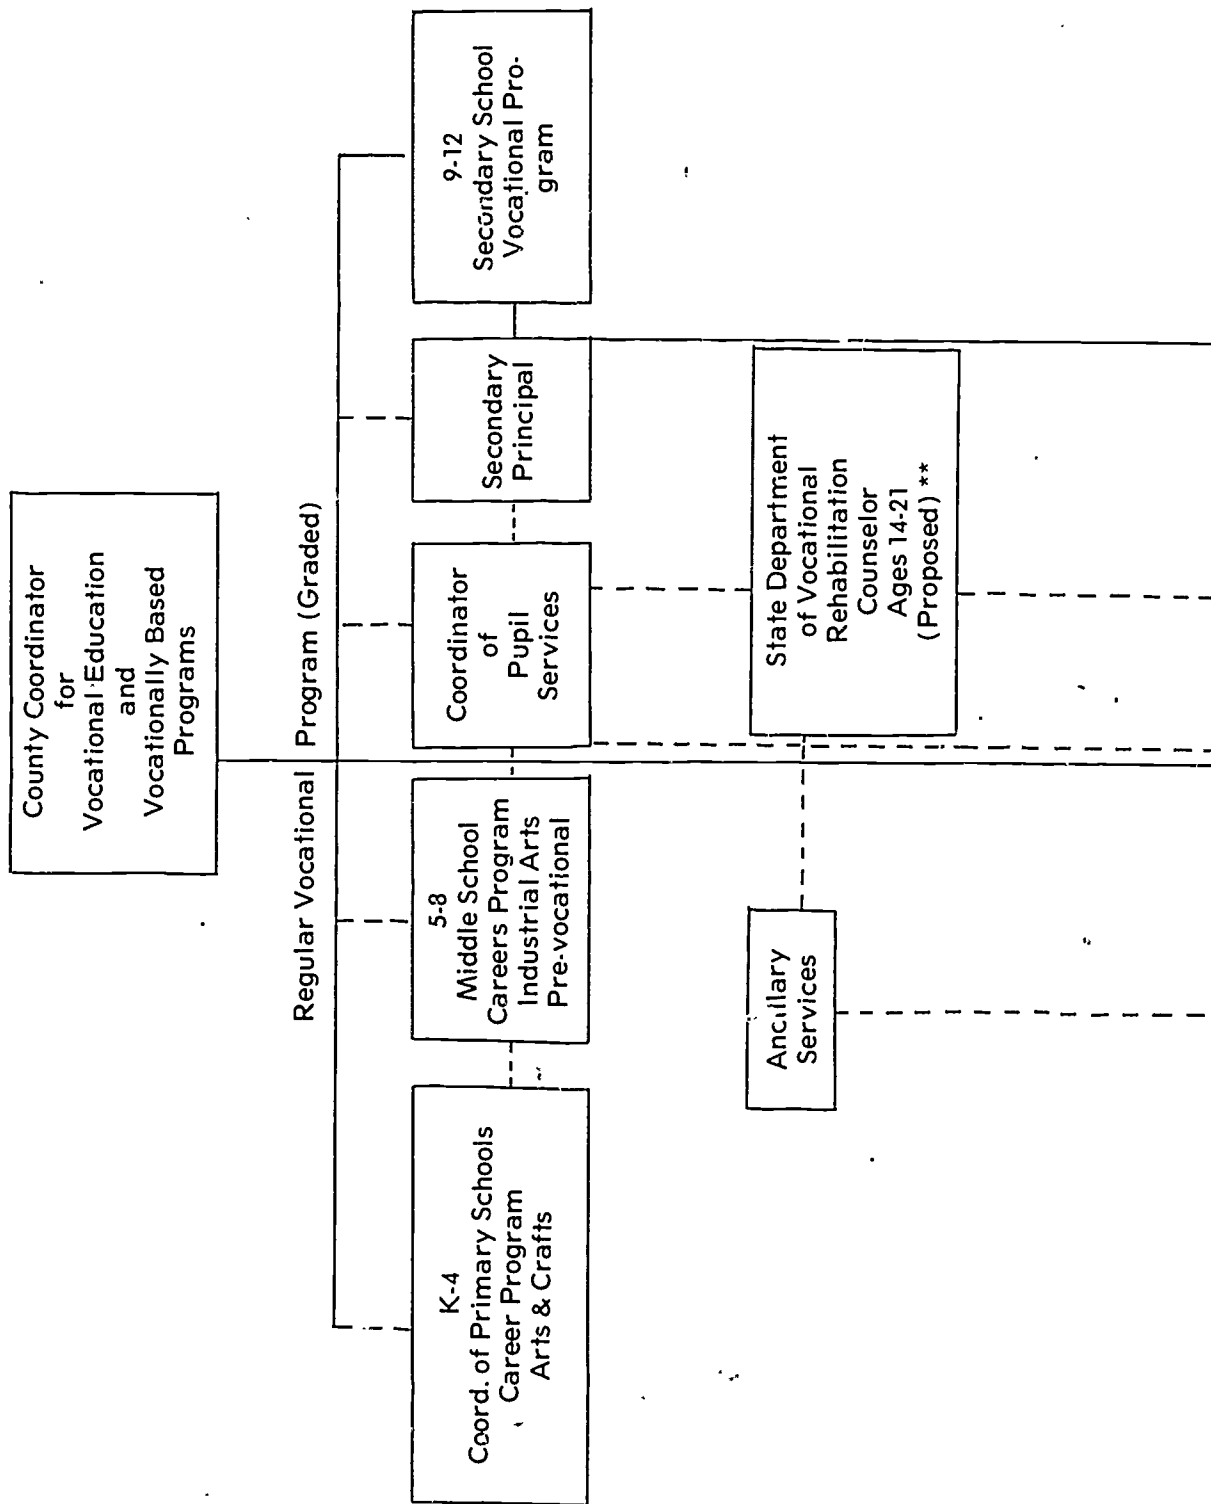 County Coordinator
for
Vocational Education
and
Vocationally Based
Programs
Regular Vocational Program (Graded)
K-4
Coord. of Primary Schools
Career Program
Arts & Crafts
5-8
Middle School
Careers Program
Industrial Arts
Pre-vocational
Coordinator
of
Pupil
Services
Secondary
Principal
9-12
Secondary School
Vocational Pro-
gram
Ancillary
Services
State Department
of Vocational
Rehabilitation
Counselor
Ages 14-21
(Proposed) **